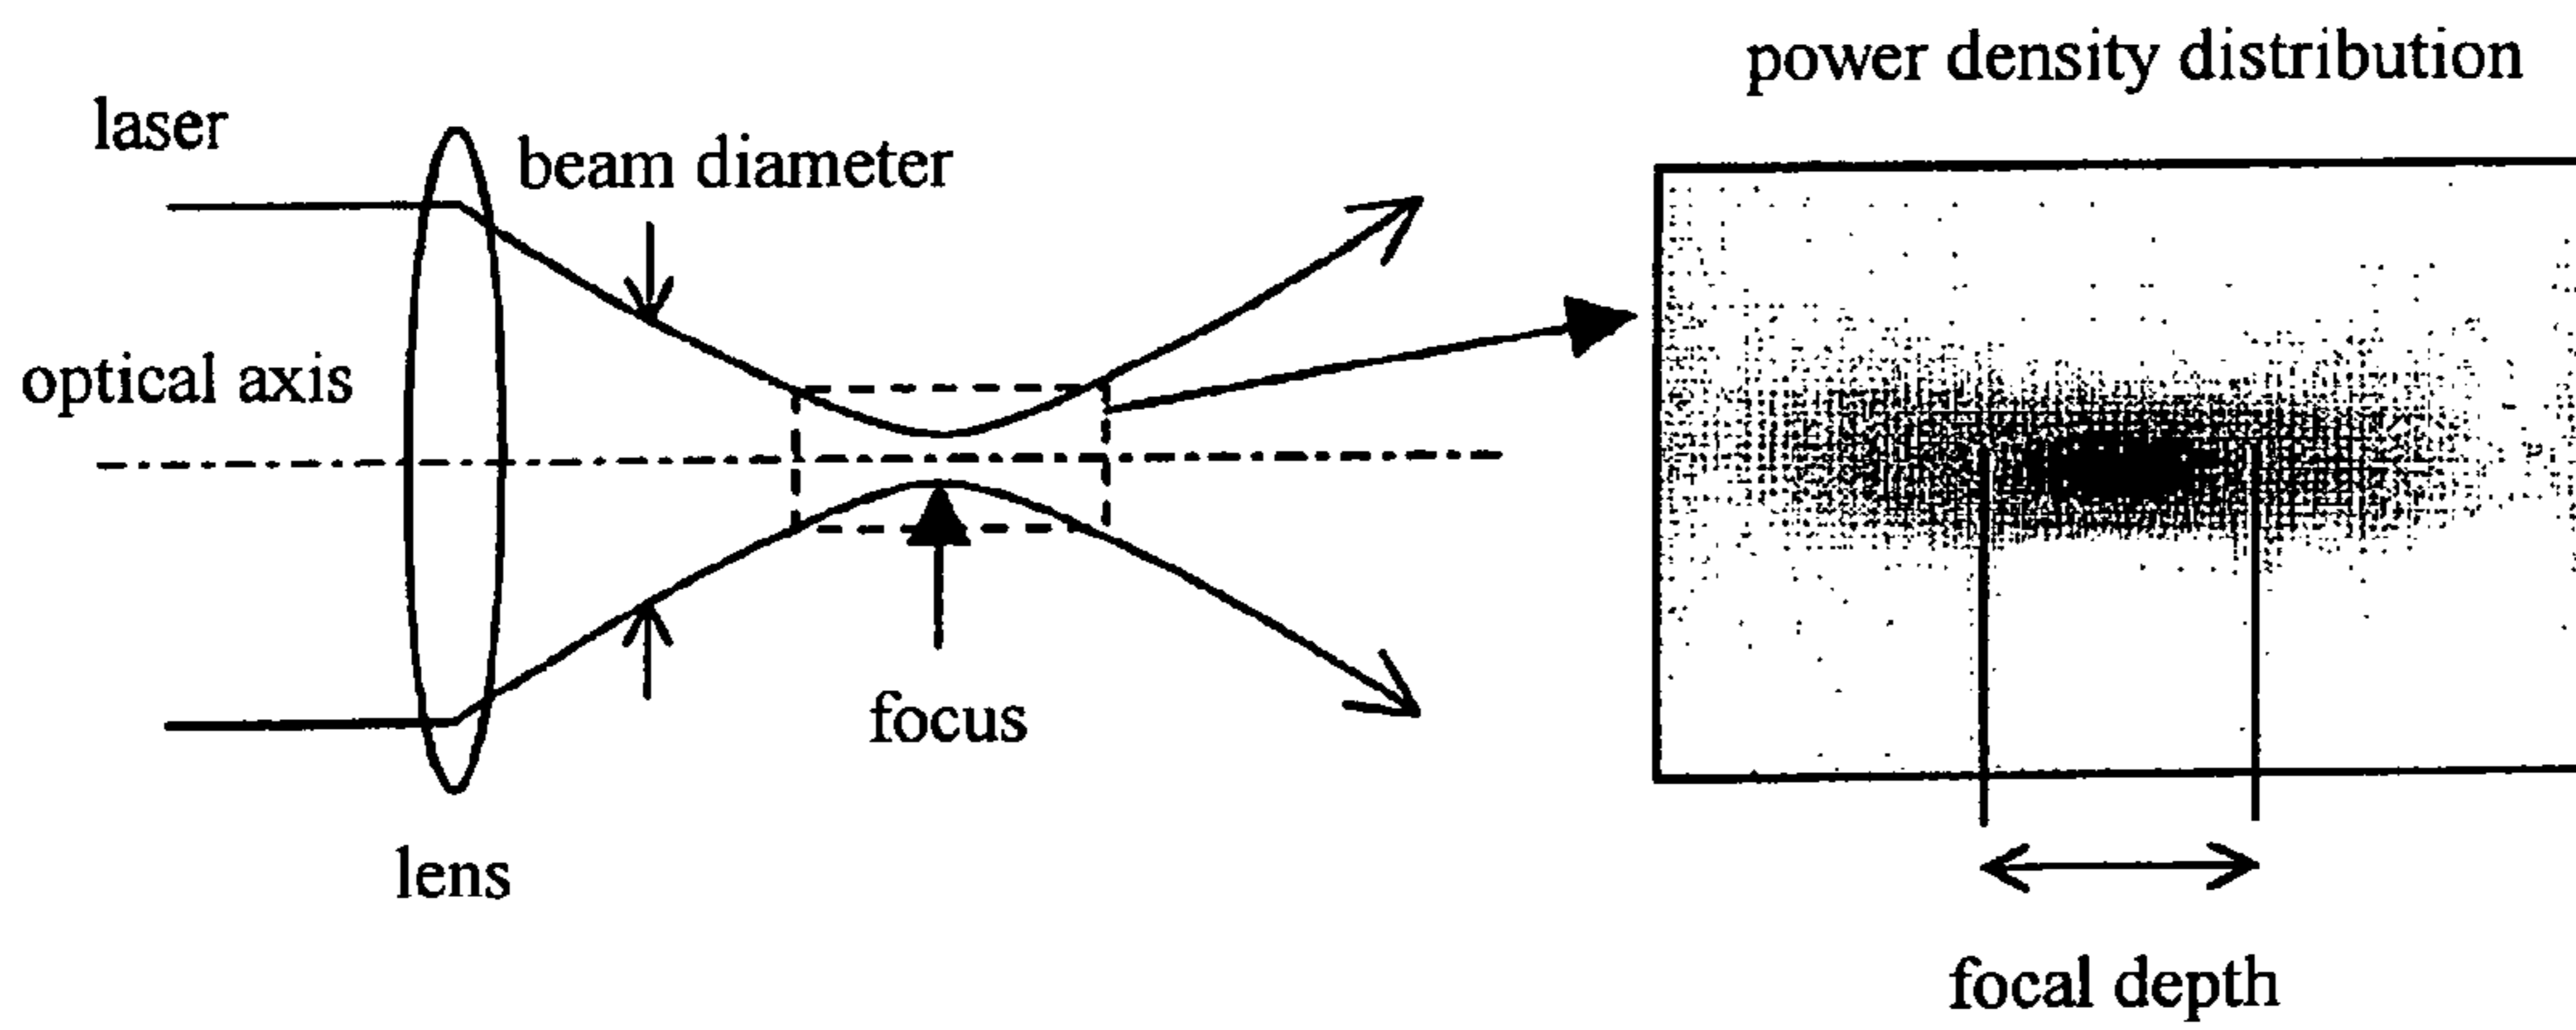 power density distribution
laser
beam diameter
optical axis
focus
lens
focal depth